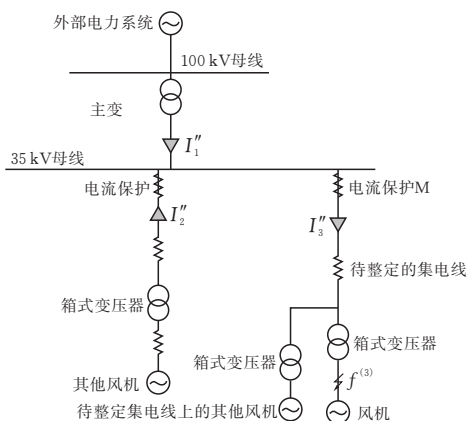 外部电力系统
100 kV母线
主变
I″1
35 kV母线
电流保护
电流保护M
I″2
I″3
待整定的集电线
箱式变压器
箱式变压器
箱式变压器
f(3)
其他风机
待整定集电线上的其他风机
风机